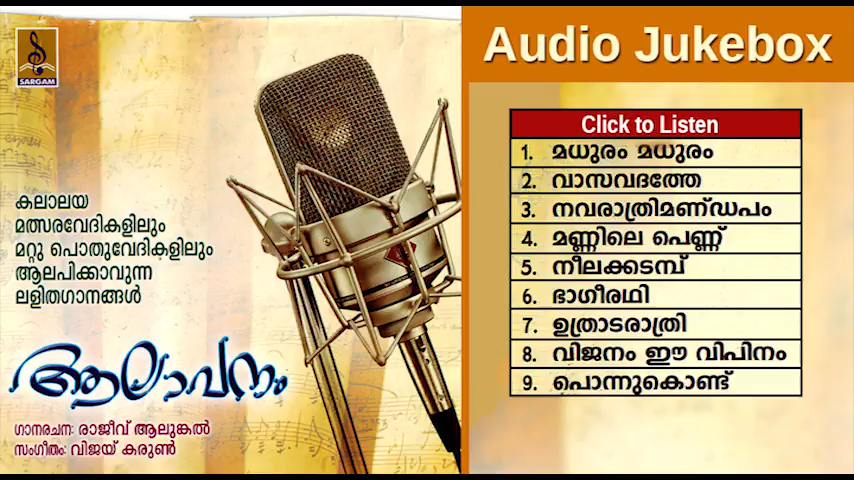 SARGAM
കലാലയ
മത്സരവേദികളിലും
മറ്റു പൊതുവേദികളിലും
ആലപിക്കാവുന്ന
ലളിതഗാനങ്ങൾ
ആലാപനം
ഗാനരചന: രാജീവ് ആലുങ്കൽ
സംഗീതം: വിജയ് കരുൺ
Audio Jukebox
Click to Listen
1. മധുരം മധുരം
2. വാസവദത്തേ
3. നവരാത്രിമണ്ഡപം
4. മണ്ണിലെ പെണ്ണ്
5. നീലക്കടമ്പ്
6. ഭാഗീരഥി
7. ഉത്രാടരാത്രി
8. വിജനം ഈ വിപിനം
9. പൊന്നുകൊണ്ട്